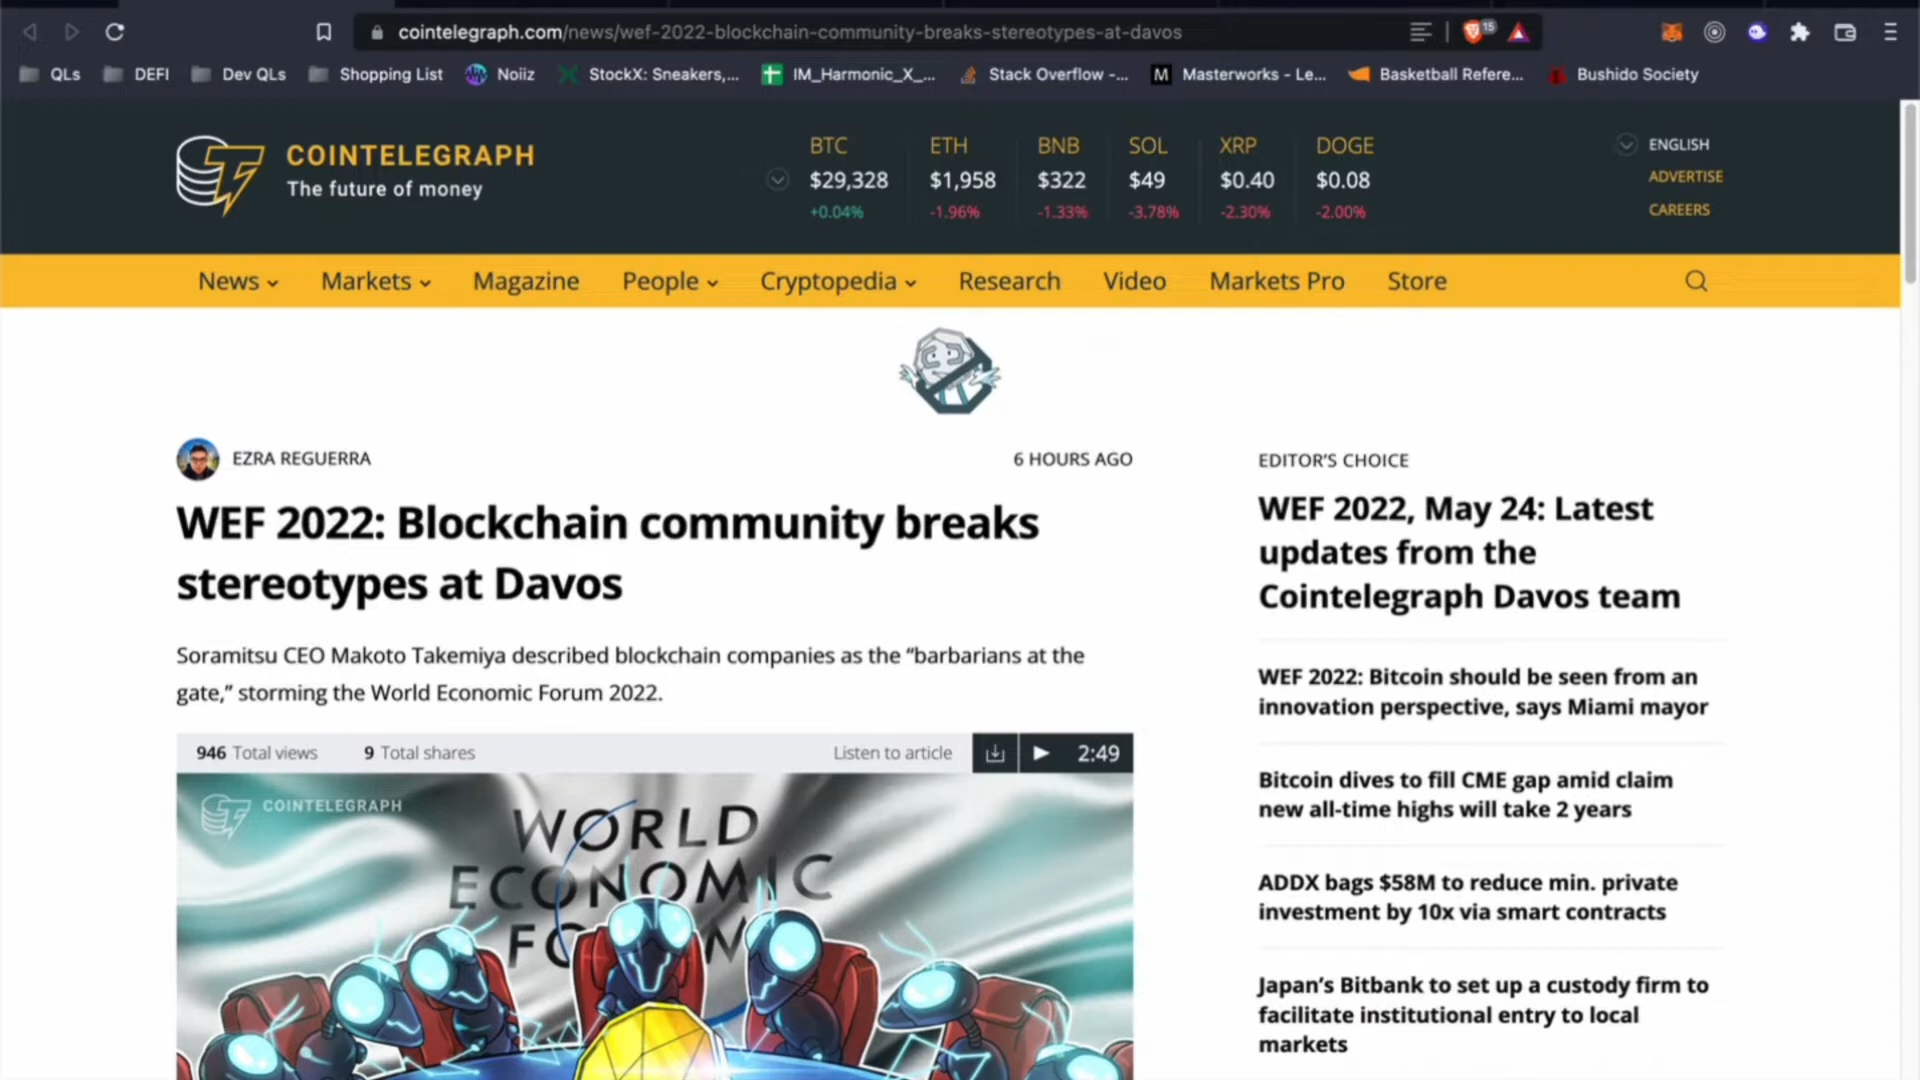 cointelegraph.com/news/wef-2022-blockchain-community-breaks-stereotypes-at-davos
15
QLs DEFI Dev QLs Shopping List Noiiz StockX: Sneakers,... IM_Harmonic_X_... Stack Overflow -... M Masterworks - Le... Basketball Refere... Bushido Society
COINTELEGRAPH
The future of money
BTC ETH BNB SOL XRP DOGE
$29,328 $1,958 $322 $49 $0.40 $0.08
+0.04% -1.96% -1.33% -3.78% -2.30% -2.00%
ENGLISH
ADVERTISE
CAREERS
News Markets Magazine People Cryptopedia Research Video Markets Pro Store
EZRA REGUERRA
6 HOURS AGO
WEF 2022: Blockchain community breaks
stereotypes at Davos
Soramitsu CEO Makoto Takemiya described blockchain companies as the “barbarians at the
gate,” storming the World Economic Forum 2022.
946 Total views 9 Total shares Listen to article 2:49
COINTELEGRAPH
WORLD
ECONOMIC
FORUM
EDITOR’S CHOICE
WEF 2022, May 24: Latest
updates from the
Cointelegraph Davos team
WEF 2022: Bitcoin should be seen from an
innovation perspective, says Miami mayor
Bitcoin dives to fill CME gap amid claim
new all-time highs will take 2 years
ADDX bags $58M to reduce min. private
investment by 10x via smart contracts
Japan’s Bitbank to set up a custody firm to
facilitate institutional entry to local
markets